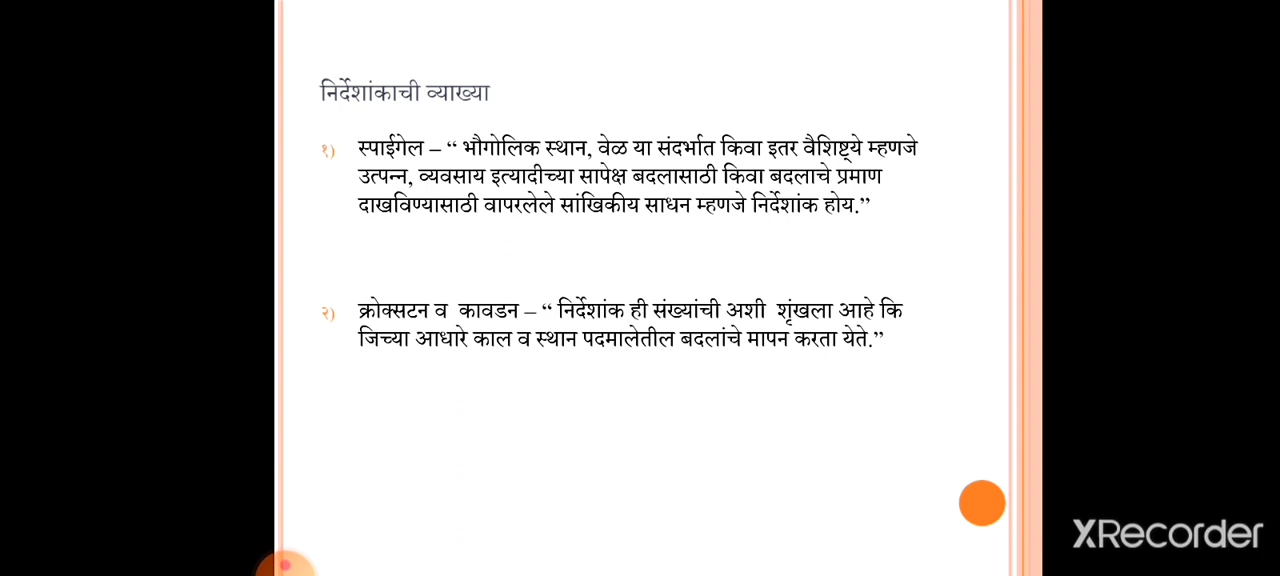 निर्देशांकाची व्याख्या
१) स्पाईगेल – “ भौगोलिक स्थान, वेळ या संदर्भात किवा इतर वैशिष्ट्ये म्हणजे
उत्पन्न, व्यवसाय इत्यादीच्या सापेक्ष बदलासाठी किवा बदलाचे प्रमाण
दाखविण्यासाठी वापरलेले सांखिकीय साधन म्हणजे निर्देशांक होय.”
२) क्रोक्सटन व कावडन – “ निर्देशांक ही संख्यांची अशी शृंखला आहे कि
जिच्या आधारे काल व स्थान पदमालेतील बदलांचे मापन करता येते.”
XRecorder